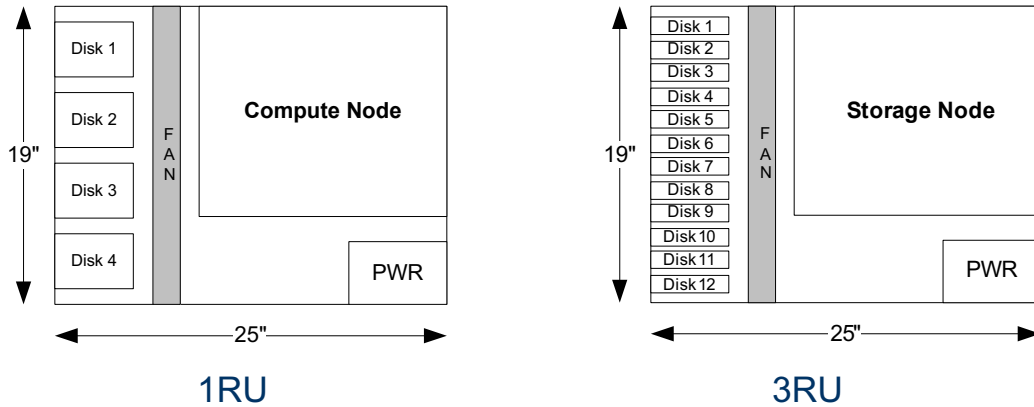 Disk 1
Disk 2
Disk 3
Disk 4
19"
F
A
N
Compute Node
PWR
25"
1RU
Disk 1
Disk 2
Disk 3
Disk 4
Disk 5
Disk 6
Disk 7
Disk 8
Disk 9
Disk 10
Disk 11
Disk 12
19"
F
A
N
Storage Node
PWR
25"
3RU